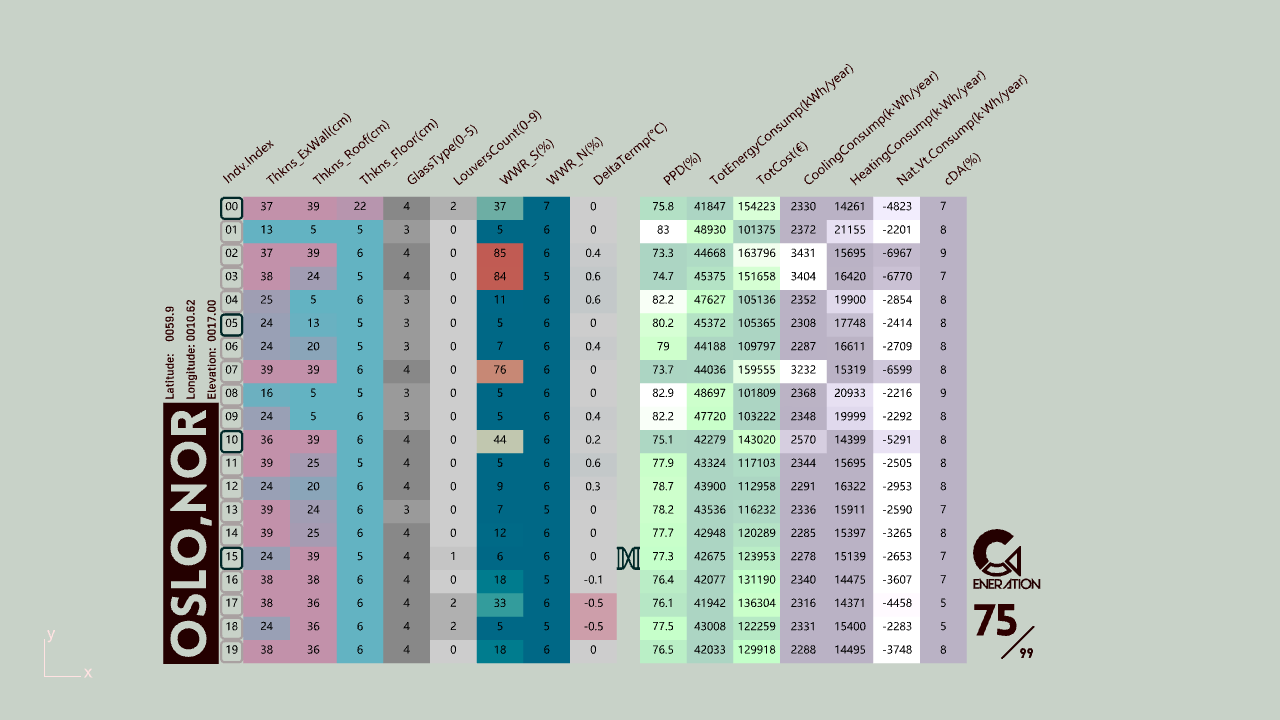 Indv.Index Thkns_ExWall(cm) Thkns_Roof(cm) Thkns_Floor(cm) GlassType(0-5) LouversCount(0-9) WWR_S(%) WWR_N(%) DeltaTermp(°C) PPD(%) TotEnergyConsump(kWh/year) TotCost(€) CoolingConsump(k·Wh/year) HeatingConsump(k·Wh/year) Nat.Vt.Consump(k·Wh/year) cDA(%)
00 37 39 22 4 2 37 7 0 75.8 41847 154223 2330 14261 -4823 7
01 13 5 5 3 0 5 6 0 83 48930 101375 2372 21155 -2201 8
02 37 39 6 4 0 85 6 0.4 73.3 44668 163796 3431 15695 -6967 9
03 38 24 6 4 0 84 5 0.6 74.7 45375 151658 3404 16420 -6770 7
04 25 5 6 3 0 11 6 0.6 82.2 47627 105136 2352 19900 -2854 8
05 24 13 5 3 0 5 6 0 80.2 45372 105365 2308 17748 -2414 8
06 24 20 5 3 0 7 6 0.4 79 44188 109797 2287 16611 -2709 8
07 39 39 6 4 0 76 6 0 73.7 44036 159555 3232 15319 -6599 8
08 16 5 5 3 0 5 6 0 82.9 48697 101809 2368 20933 -2216 9
09 24 5 6 3 0 5 6 0.4 82.2 47720 103222 2348 19999 -2292 8
10 36 39 6 4 0 44 6 0.2 75.1 42279 143020 2570 14399 -5291 8
11 39 25 5 4 0 5 6 0.6 77.9 43324 117103 2344 15695 -2505 8
12 24 20 6 4 0 9 6 0.3 78.7 43900 112958 2291 16322 -2953 8
13 39 24 6 3 0 7 5 0 78.2 43536 116232 2336 15911 -2590 7
14 39 25 6 4 0 12 6 0 77.7 42948 120289 2285 15397 -3265 8
15 24 39 5 4 1 6 6 0 77.3 42675 123953 2278 15139 -2653 7
16 38 38 6 4 0 18 5 -0.1 76.4 42077 131190 2340 14475 -3607 7
17 38 36 6 4 2 33 6 -0.5 76.1 41942 136304 2316 14371 -4458 5
18 24 36 6 4 2 5 5 -0.5 77.5 43008 122259 2331 15400 -2283 5
19 38 36 6 4 0 18 5 0 76.5 42033 129918 2288 14495 -3748 8
Latitude: 0059.9
Longitude: 0010.62
Elevation: 0017.00
OSLO,NOR
G
ENERATION
75/99
y
x